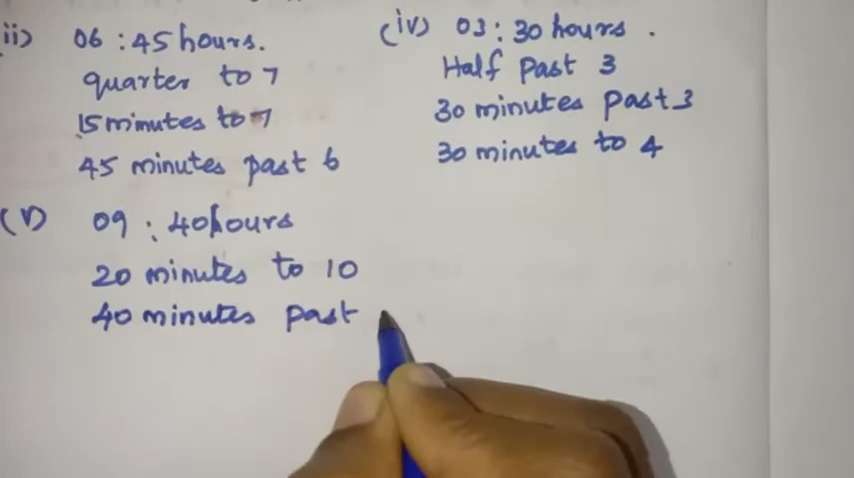 ii) 06 : 45 hours.
quarter to 7
15 minutes to 7
45 minutes past 6
(iv) 03 : 30 hours .
Half Past 3
30 minutes past 3
30 minutes to 4
(v) 09 : 40 hours
20 minutes to 10
40 minutes past